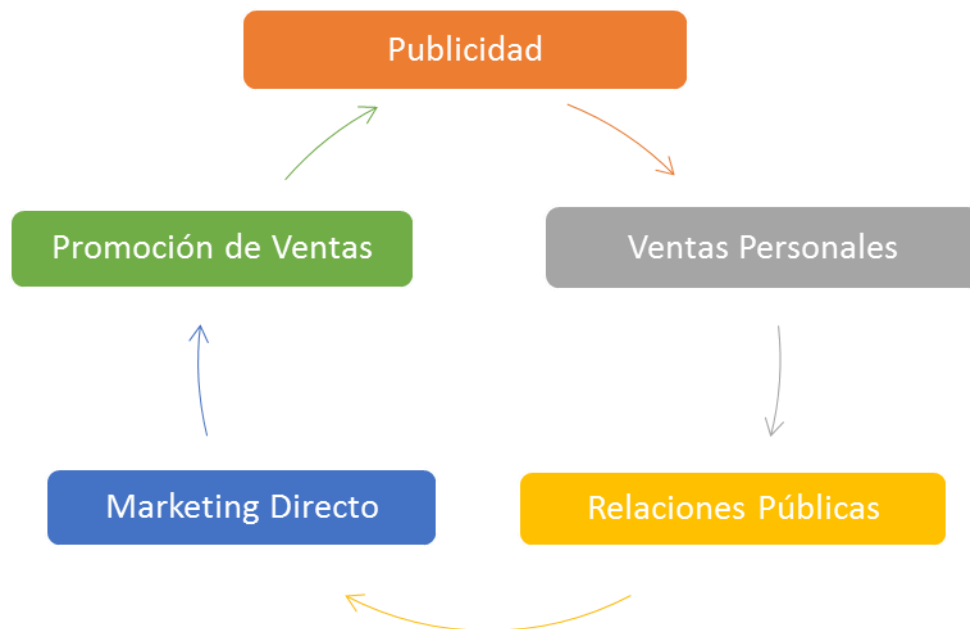 Publicidad
Promoción de Ventas
Ventas Personales
Marketing Directo
Relaciones Públicas